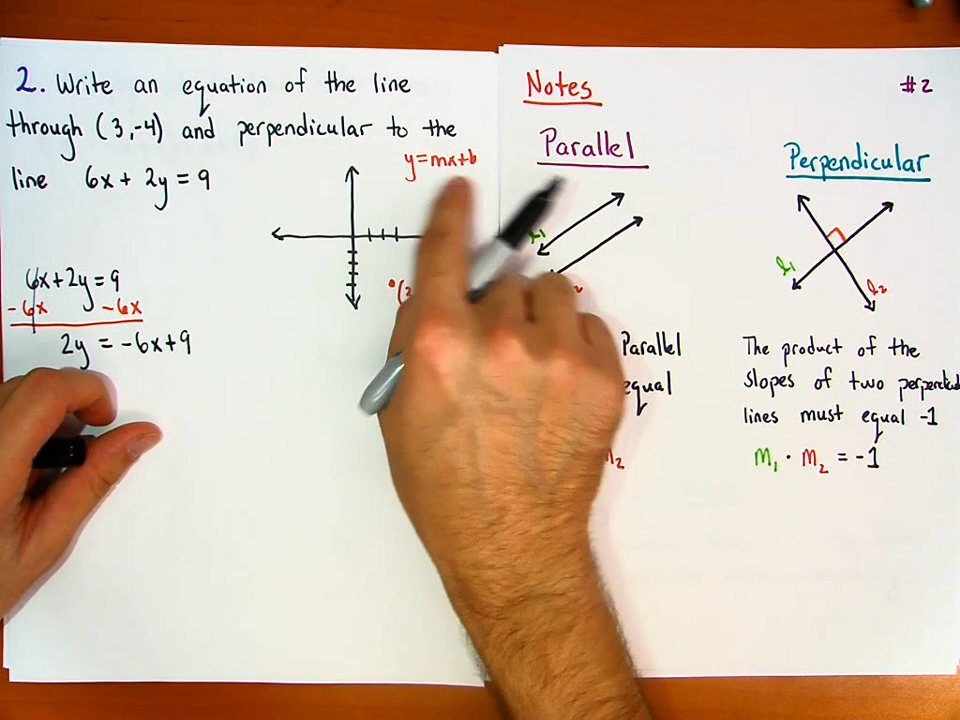 2. Write an equation of the line
through (3,-4) and perpendicular to the
line 6x + 2y = 9
y=mx+b
6x+2y=9
-6x -6x
2y = -6x+9
Notes
#2
Parallel
Parallel
equal
Perpendicular
l1
l2
The product of the
slopes of two
lines must equal -1
m1 · m2 = -1